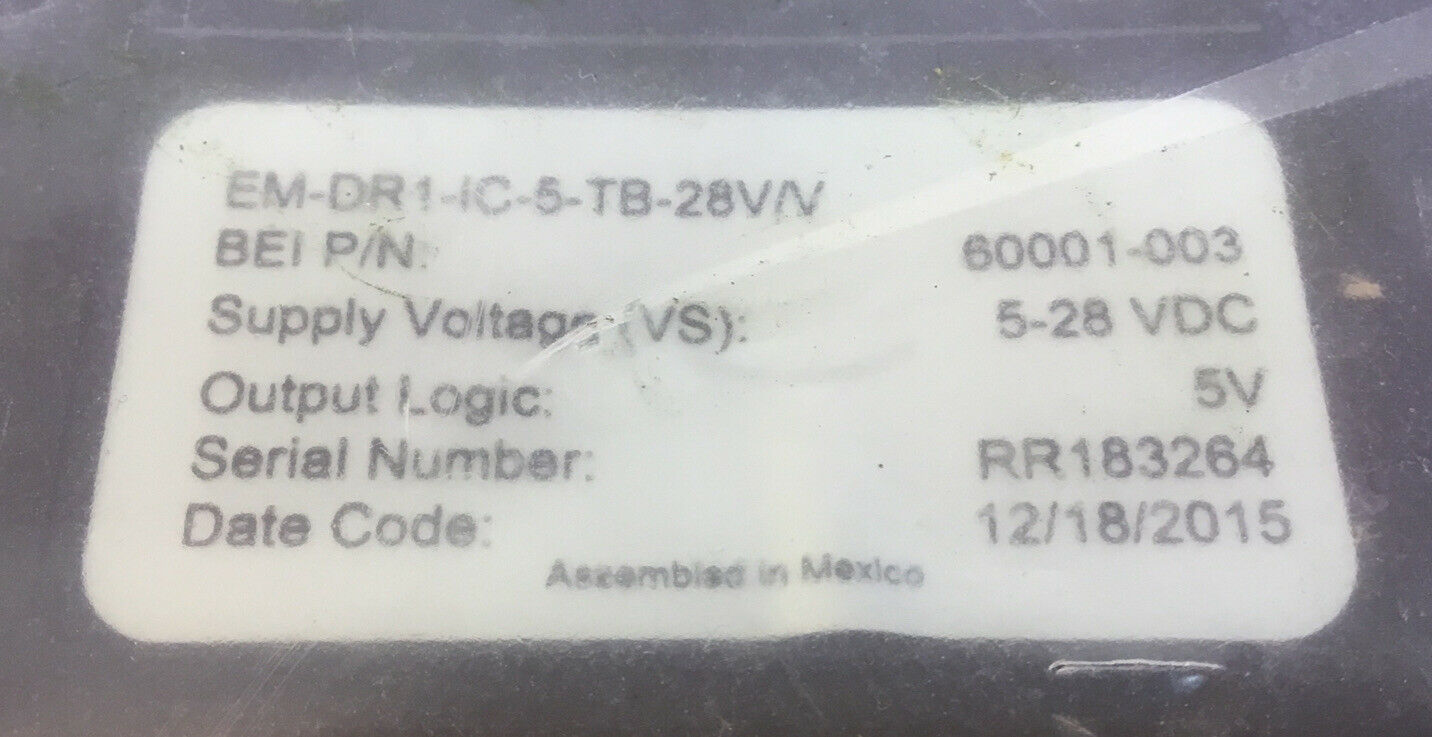 EM-DR1-IC-5-TB-28V/V
BEI P/N: 60001-003
Supply Voltage (VS): 5-28 VDC
Output Logic: 5V
Serial Number: RR183264
Date Code: 12/18/2015
Assembled in Mexico